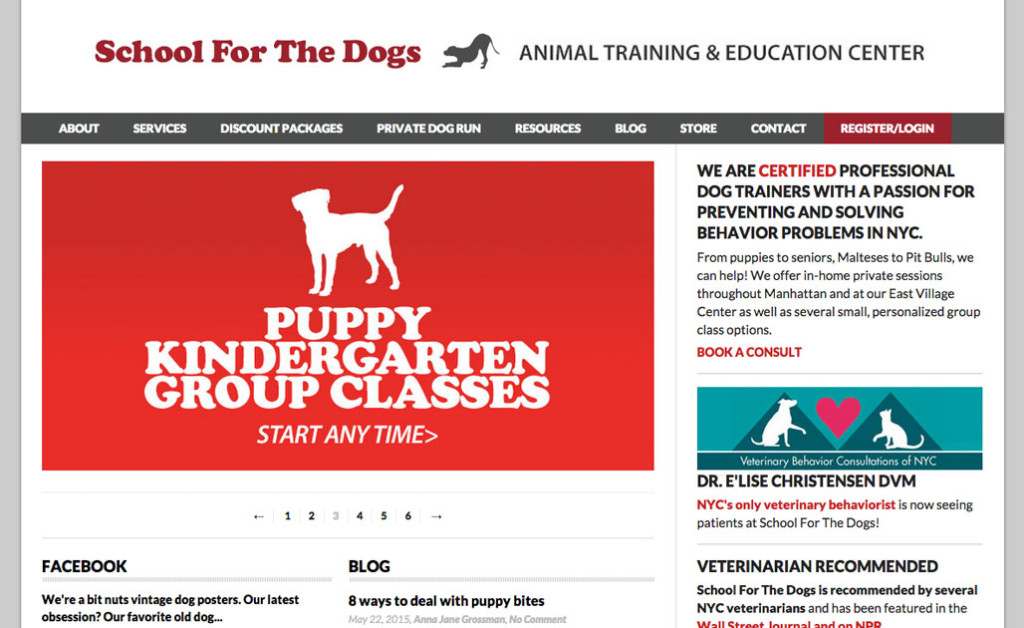 School For The Dogs ANIMAL TRAINING & EDUCATION CENTER
ABOUT SERVICES DISCOUNT PACKAGES PRIVATE DOG RUN RESOURCES BLOG STORE CONTACT REGISTER/LOGIN
PUPPY
KINDERGARTEN
GROUP CLASSES
START ANY TIME>
← 1 2 3 4 5 6 →
FACEBOOK
We're a bit nuts vintage dog posters. Our latest
obsession? Our favorite old dog...
BLOG
8 ways to deal with puppy bites
May 22, 2015, Anna Jane Grossman, No Comment
WE ARE CERTIFIED PROFESSIONAL
DOG TRAINERS WITH A PASSION FOR
PREVENTING AND SOLVING
BEHAVIOR PROBLEMS IN NYC.
From puppies to seniors, Malteses to Pit Bulls, we
can help! We offer in-home private sessions
throughout Manhattan and at our East Village
Center as well as several small, personalized group
class options.
BOOK A CONSULT
Veterinary Behavior Consultations of NYC
DR. E'LISE CHRISTENSEN DVM
NYC's only veterinary behaviorist is now seeing
patients at School For The Dogs!
VETERINARIAN RECOMMENDED
School For The Dogs is recommended by several
NYC veterinarians and has been featured in the
Wall Street Journal and on NPR